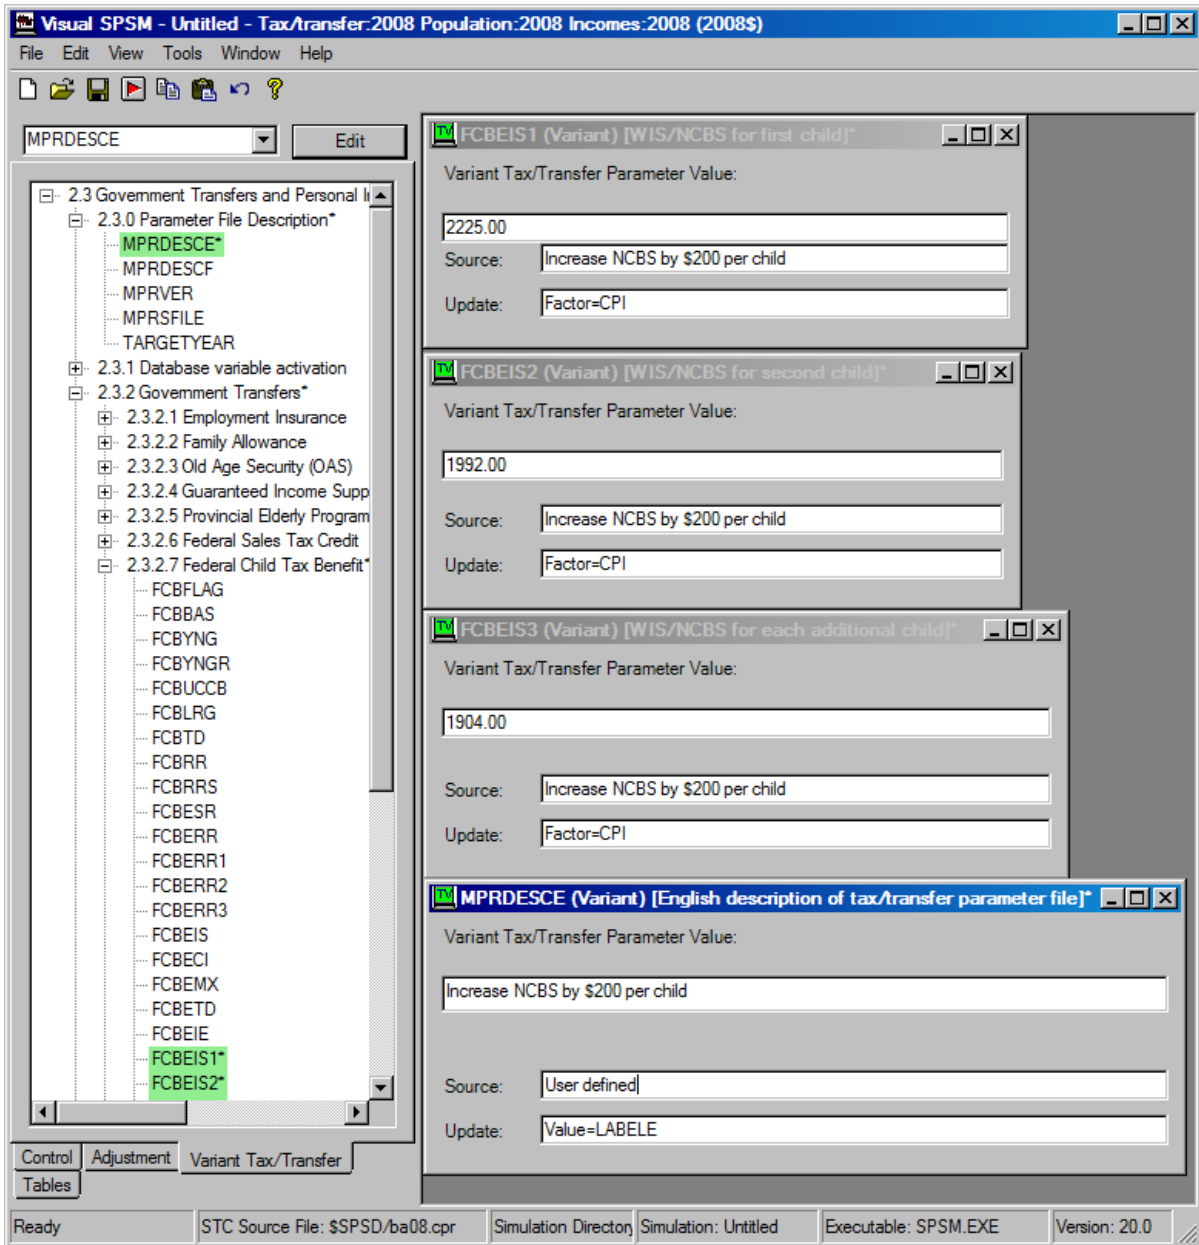 Visual SPSM - Untitled - Tax/transfer:2008 Population:2008 Incomes:2008 (2008$)
File Edit View Tools Window Help
MPRDESCE
Edit
2.3 Government Transfers and Personal I
2.3.0 Parameter File Description*
MPRDESCE*
MPRDESCF
MPRVER
MPRSFILE
TARGETYEAR
2.3.1 Database variable activation
2.3.2 Government Transfers*
2.3.2.1 Employment Insurance
2.3.2.2 Family Allowance
2.3.2.3 Old Age Security (OAS)
2.3.2.4 Guaranteed Income Supp
2.3.2.5 Provincial Elderly Program
2.3.2.6 Federal Sales Tax Credit
2.3.2.7 Federal Child Tax Benefit*
FCBFLAG
FCBBAS
FCBYNG
FCBYNGR
FCBUCCB
FCBLRG
FCBTD
FCBRR
FCBRRS
FCBESR
FCBERR
FCBERR1
FCBERR2
FCBERR3
FCBEIS
FCBECI
FCBEMX
FCBETD
FCBEIE
FCBEIS1*
FCBEIS2*
Control Adjustment Variant Tax/Transfer
Tables
TV FCBEIS1 (Variant) [WIS/NCBS for first child]*
Variant Tax/Transfer Parameter Value:
2225.00
Source: Increase NCBS by $200 per child
Update: Factor=CPI
TV FCBEIS2 (Variant) [WIS/NCBS for second child]*
Variant Tax/Transfer Parameter Value:
1992.00
Source: Increase NCBS by $200 per child
Update: Factor=CPI
TV FCBEIS3 (Variant) [WIS/NCBS for each additional child]*
Variant Tax/Transfer Parameter Value:
1904.00
Source: Increase NCBS by $200 per child
Update: Factor=CPI
TV MPRDESCE (Variant) [English description of tax/transfer parameter file]*
Variant Tax/Transfer Parameter Value:
Increase NCBS by $200 per child
Source: User defined
Update: Value=LABELE
Ready STC Source File: $SPSD/ba08.cpr Simulation Directory Simulation: Untitled Executable: SPSM.EXE Version: 20.0